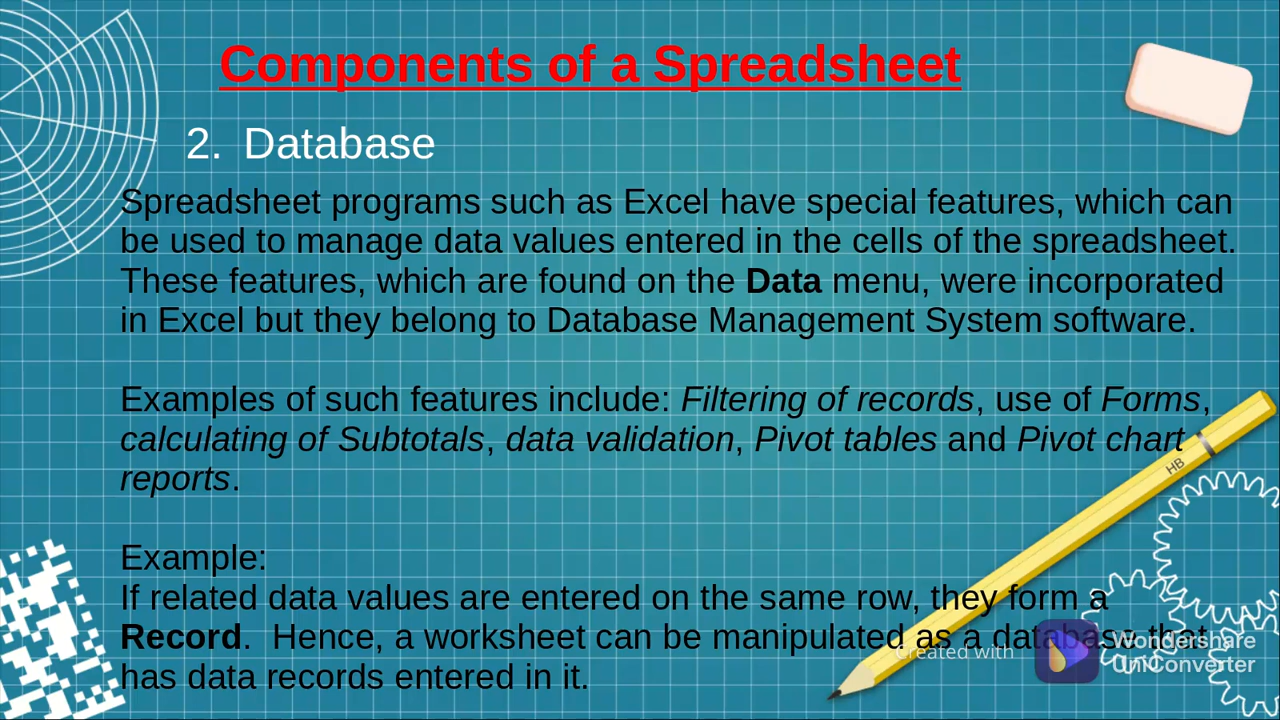 Components of a Spreadsheet
2. Database
Spreadsheet programs such as Excel have special features, which can
be used to manage data values entered in the cells of the spreadsheet.
These features, which are found on the Data menu, were incorporated
in Excel but they belong to Database Management System software.
Examples of such features include: Filtering of records, use of Forms,
calculating of Subtotals, data validation, Pivot tables and Pivot chart
reports.
HB
Example:
If related data values are entered on the same row, they form a
Record. Hence, a worksheet can be manipulated as a database that
has data records entered in it.
Created with
Wondershare
UniConverter